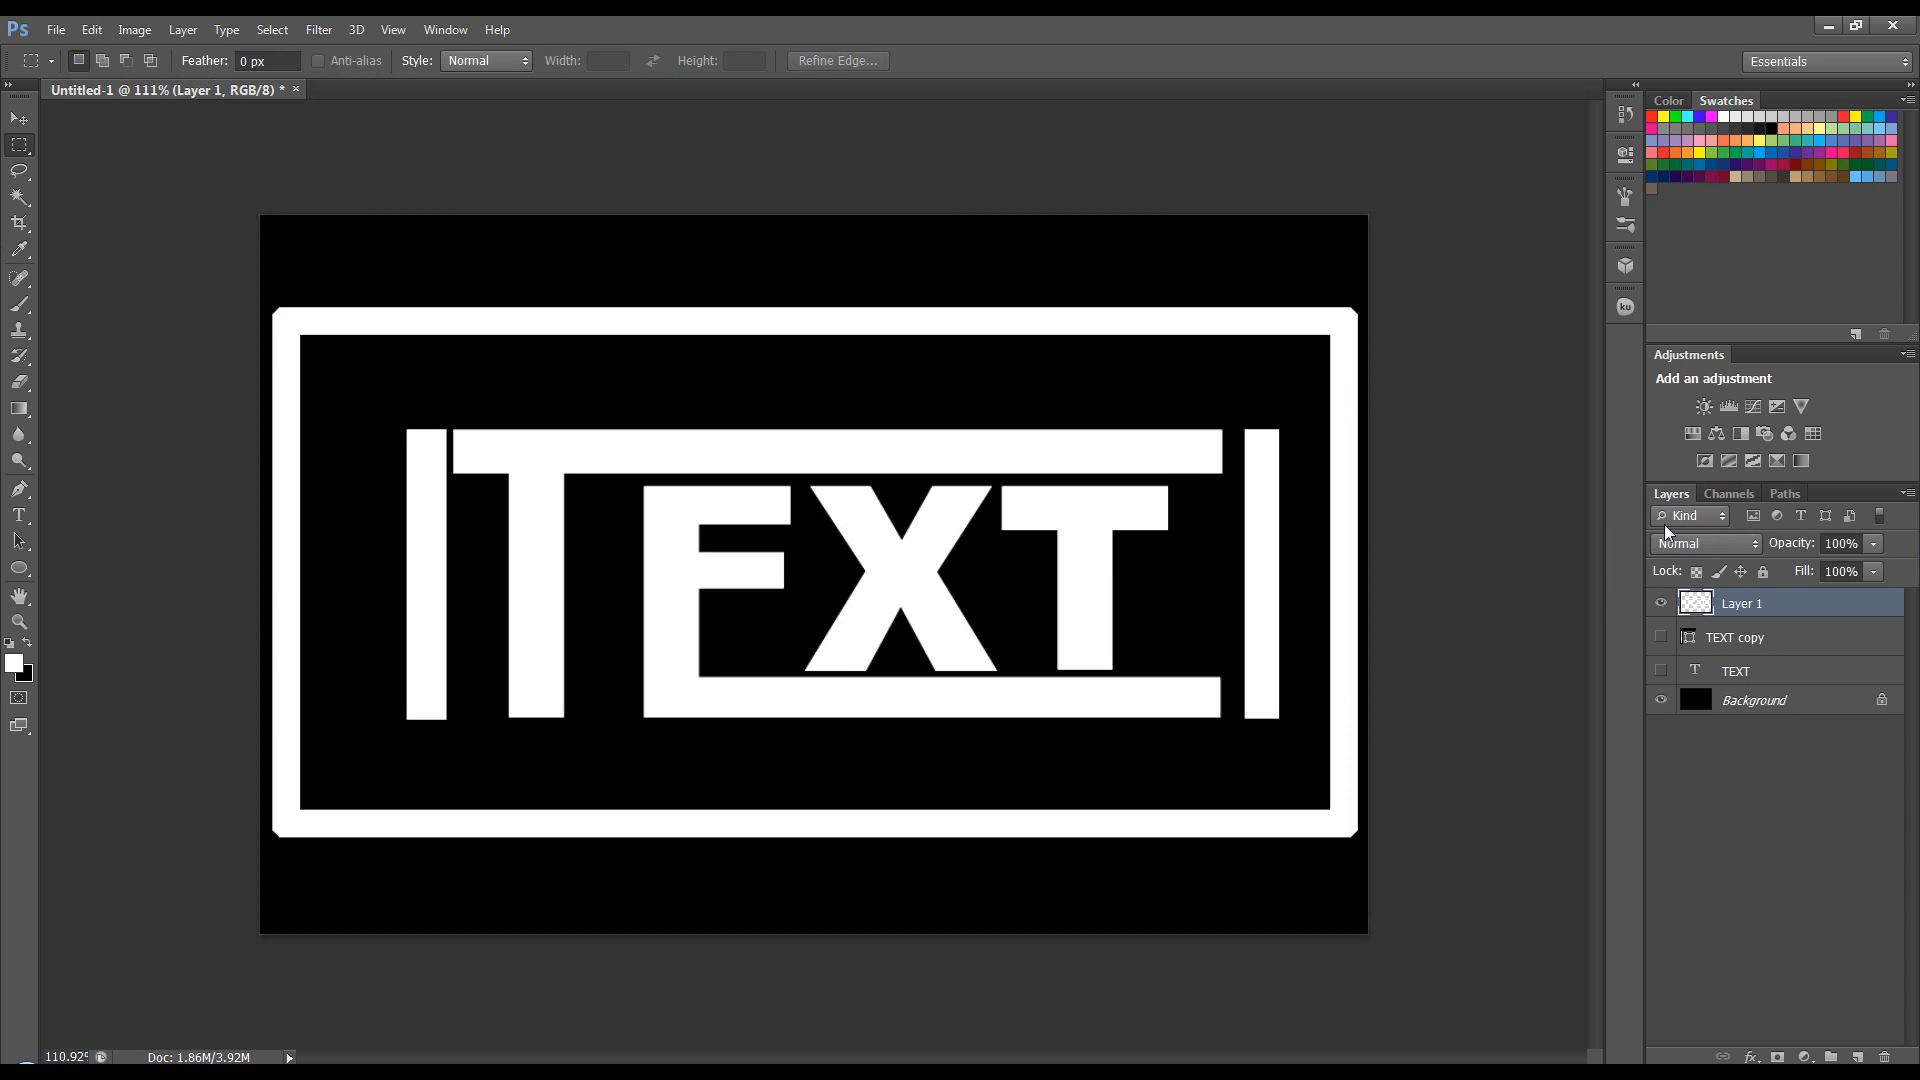 Ps File Edit Image Layer Type Select Filter 3D View Window Help
Feather: 0 px Anti-alias Style: Normal Width: Height: Refine Edge... Essentials
Untitled-1 @ 111% (Layer 1, RGB/8) * ×
Color Swatches
ku
Adjustments
Add an adjustment
TEXT
Layers Channels Paths
Kind
Normal Opacity: 100%
Lock: Fill: 100%
Layer 1
TEXT copy
TEXT
Background
110.92% Doc: 1.86M/3.92M